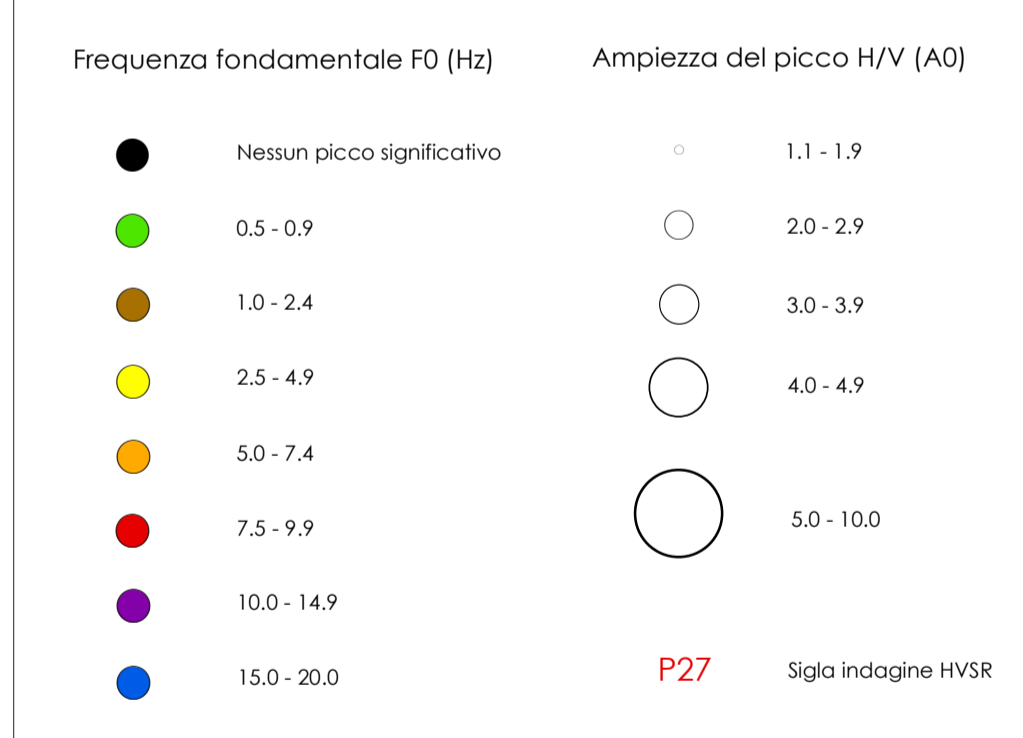 Frequenza fondamentale F0 (Hz)
Nessun picco significativo
0.5 - 0.9
1.0 - 2.4
2.5 - 4.9
5.0 - 7.4
7.5 - 9.9
10.0 - 14.9
15.0 - 20.0
Ampiezza del picco H/V (A0)
1.1 - 1.9
2.0 - 2.9
3.0 - 3.9
4.0 - 4.9
5.0 - 10.0
P27 Sigla indagine HVSR